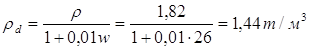 ρ_d = ρ / (1 + 0,01w) = 1,82 / (1 + 0,01·26) = 1,44 т / м³